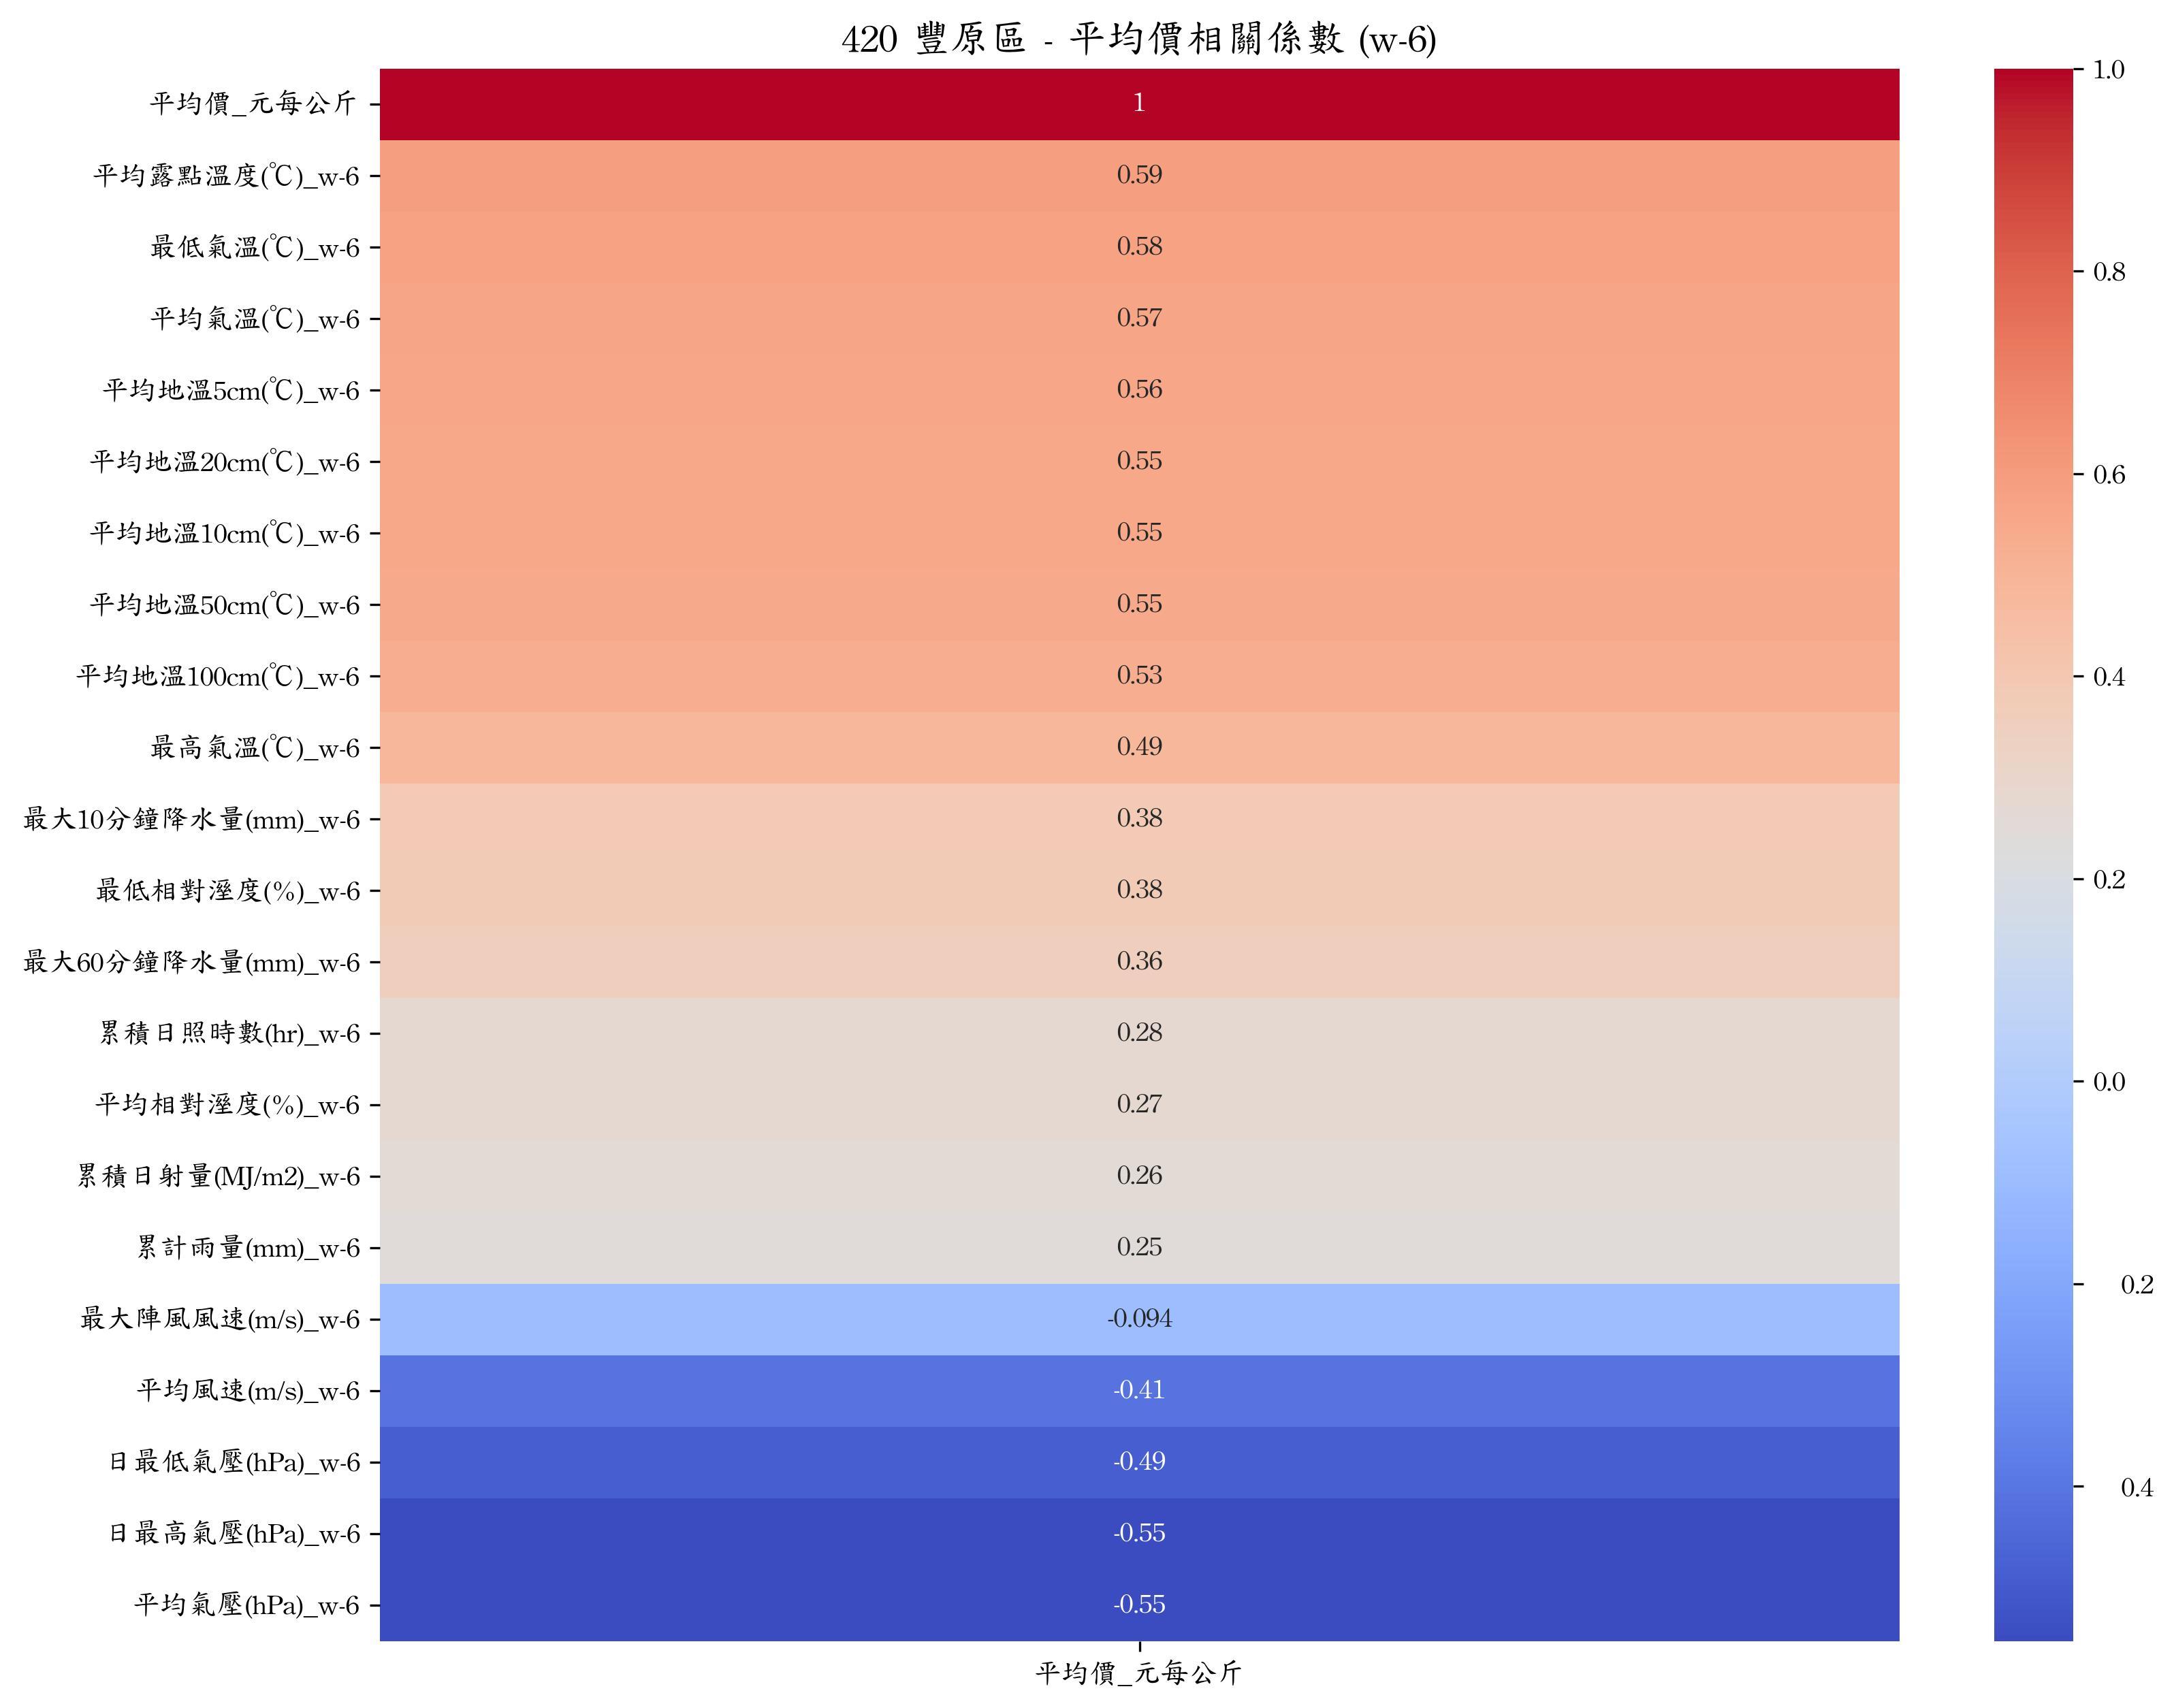 420 豐原區 - 平均價相關係數 (w-6)
平均價_元每公斤 1
平均露點溫度(℃)_w-6 0.59
最低氣溫(℃)_w-6 0.58
平均氣溫(℃)_w-6 0.57
平均地溫5cm(℃)_w-6 0.56
平均地溫20cm(℃)_w-6 0.55
平均地溫10cm(℃)_w-6 0.55
平均地溫50cm(℃)_w-6 0.55
平均地溫100cm(℃)_w-6 0.53
最高氣溫(℃)_w-6 0.49
最大10分鐘降水量(mm)_w-6 0.38
最低相對溼度(%)_w-6 0.38
最大60分鐘降水量(mm)_w-6 0.36
累積日照時數(hr)_w-6 0.28
平均相對溼度(%)_w-6 0.27
累積日射量(MJ/m2)_w-6 0.26
累計雨量(mm)_w-6 0.25
最大陣風風速(m/s)_w-6 -0.094
平均風速(m/s)_w-6 -0.41
日最低氣壓(hPa)_w-6 -0.49
日最高氣壓(hPa)_w-6 -0.55
平均氣壓(hPa)_w-6 -0.55
平均價_元每公斤
1.0
0.8
0.6
0.4
0.2
0.0
0.2
0.4